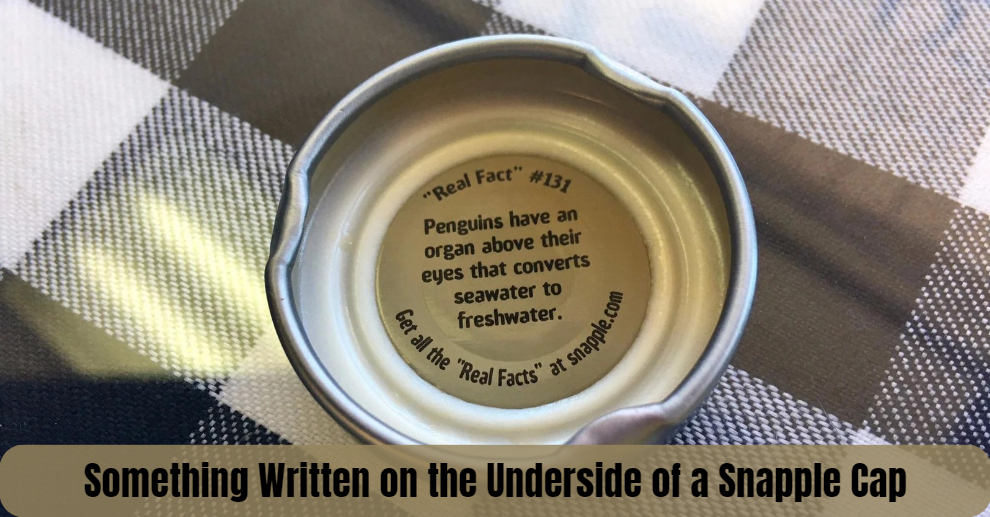 "Real Fact" #131
Penguins have an
organ above their
eyes that converts
seawater to
freshwater.
Get all the "Real Facts" at snapple.com
Something Written on the Underside of a Snapple Cap